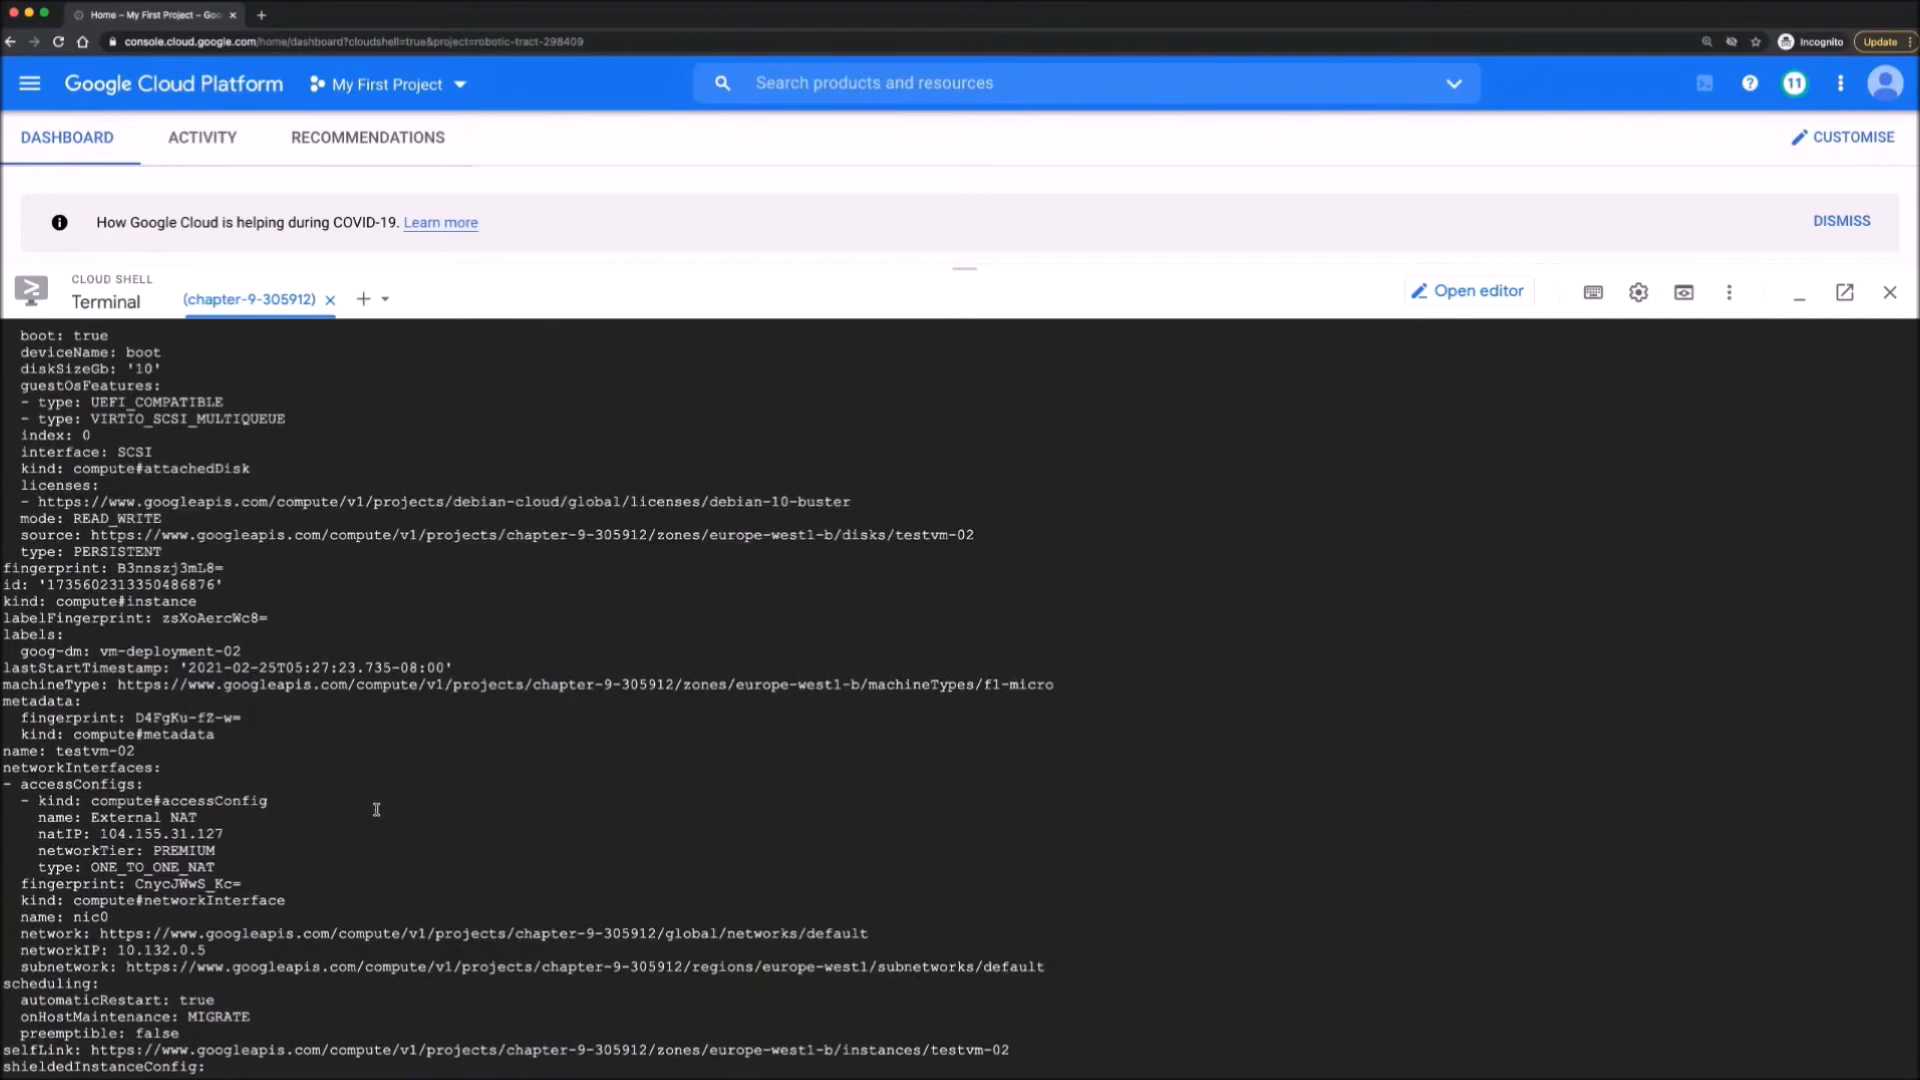 Home – My First Project – Goo
console.cloud.google.com/home/dashboard?cloudshell=true&project=robotic-tract-298409
Incognito
Update
Google Cloud Platform
My First Project
Search products and resources
11
DASHBOARD
ACTIVITY
RECOMMENDATIONS
CUSTOMISE
How Google Cloud is helping during COVID-19. Learn more
DISMISS
CLOUD SHELL
Terminal
(chapter-9-305912)
Open editor
boot: true
deviceName: boot
diskSizeGb: '10'
guestOsFeatures:
- type: UEFI_COMPATIBLE
- type: VIRTIO_SCSI_MULTIQUEUE
index: 0
interface: SCSI
kind: compute#attachedDisk
licenses:
- https://www.googleapis.com/compute/v1/projects/debian-cloud/global/licenses/debian-10-buster
mode: READ_WRITE
source: https://www.googleapis.com/compute/v1/projects/chapter-9-305912/zones/europe-west1-b/disks/testvm-02
type: PERSISTENT
fingerprint: B3nnszj3mL8=
id: '1735602313350486876'
kind: compute#instance
labelFingerprint: zsXoAercWc8=
labels:
goog-dm: vm-deployment-02
lastStartTimestamp: '2021-02-25T05:27:23.735-08:00'
machineType: https://www.googleapis.com/compute/v1/projects/chapter-9-305912/zones/europe-west1-b/machineTypes/f1-micro
metadata:
fingerprint: D4FgKu-fZ-w=
kind: compute#metadata
name: testvm-02
networkInterfaces:
- accessConfigs:
- kind: compute#accessConfig
name: External NAT
natIP: 104.155.31.127
networkTier: PREMIUM
type: ONE_TO_ONE_NAT
fingerprint: CnycJWwS_Kc=
kind: compute#networkInterface
name: nic0
network: https://www.googleapis.com/compute/v1/projects/chapter-9-305912/global/networks/default
networkIP: 10.132.0.5
subnetwork: https://www.googleapis.com/compute/v1/projects/chapter-9-305912/regions/europe-west1/subnetworks/default
scheduling:
automaticRestart: true
onHostMaintenance: MIGRATE
preemptible: false
selfLink: https://www.googleapis.com/compute/v1/projects/chapter-9-305912/zones/europe-west1-b/instances/testvm-02
shieldedInstanceConfig: